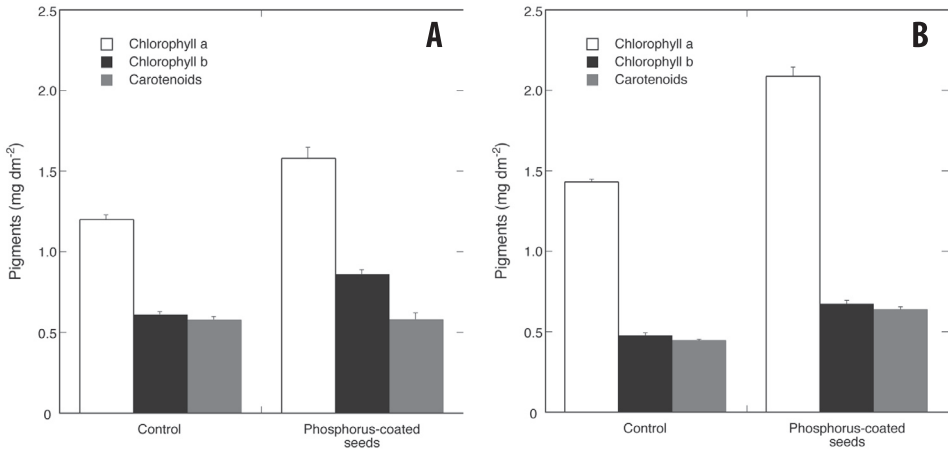 A
Chlorophyll a
Chlorophyll b
Carotenoids
Pigments (mg dm-2)
2.5
2.0
1.5
1.0
0.5
0
Control
Phosphorus-coated
seeds
B
Chlorophyll a
Chlorophyll b
Carotenoids
Pigments (mg dm-2)
2.5
2.0
1.5
1.0
0.5
0
Control
Phosphorus-coated
seeds